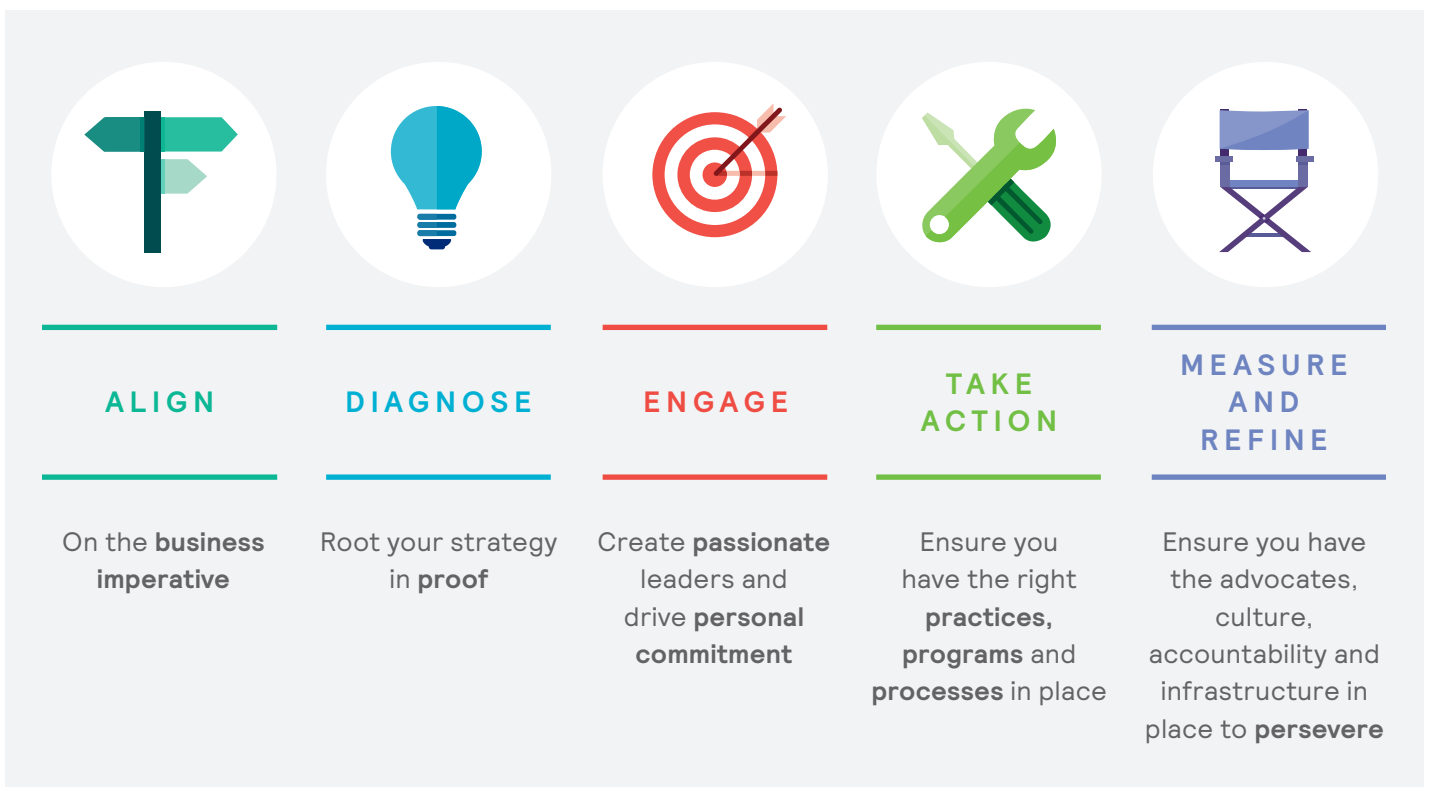 ALIGN
On the business
imperative
DIAGNOSE
Root your strategy
in proof
ENGAGE
Create passionate
leaders and
drive personal
commitment
TAKE
ACTION
Ensure you
have the right
practices,
programs and
processes in place
MEASURE
AND
REFINE
Ensure you have
the advocates,
culture,
accountability and
infrastructure in
place to persevere